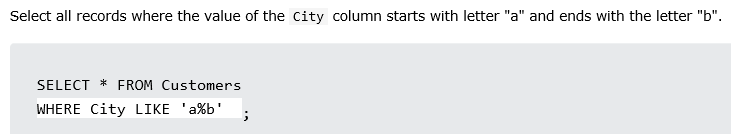 Select all records where the value of the City column starts with letter "a" and ends with the letter "b".
SELECT * FROM Customers
WHERE City LIKE 'a%b' ;